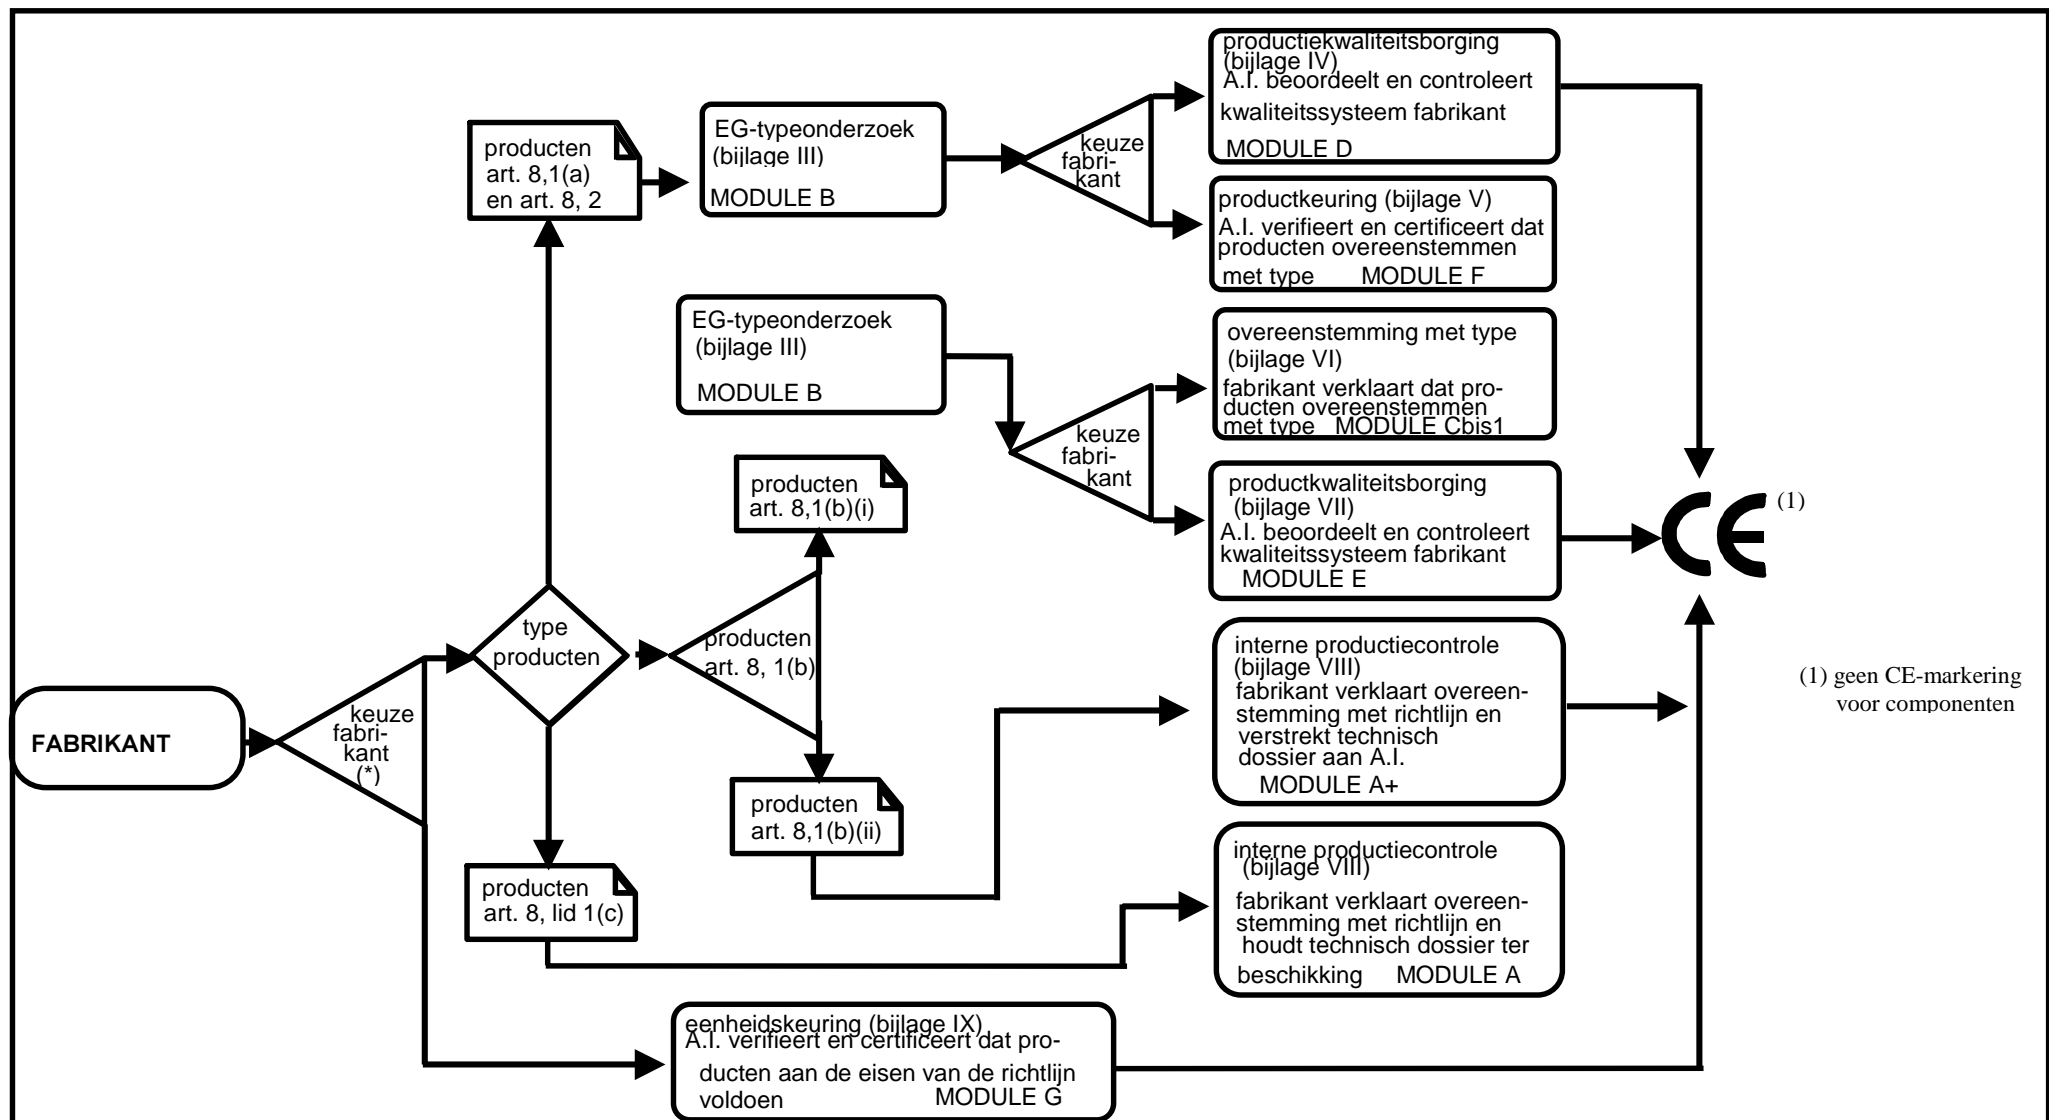 FABRIKANT
keuze
fabri-
kant
(*)
type
producten
producten
art. 8,1(a)
en art. 8, 2
EG-typeonderzoek
(bijlage III)
MODULE B
keuze
fabri-
kant
productiekwaliteitsborging
(bijlage IV)
A.I. beoordeelt en controleert
kwaliteitssysteem fabrikant
MODULE D
productkeuring (bijlage V)
A.I. verifieert en certificeert dat
producten overeenstemmen
met type MODULE F
EG-typeonderzoek
(bijlage III)
MODULE B
keuze
fabri-
kant
overeenstemming met type
(bijlage VI)
fabrikant verklaart dat pro-
ducten overeenstemmen
met type MODULE Cbis1
productkwaliteitsborging
(bijlage VII)
A.I. beoordeelt en controleert
kwaliteitssysteem fabrikant
MODULE E
producten
art. 8, 1(b)
producten
art. 8,1(b)(i)
producten
art. 8,1(b)(ii)
interne productiecontrole
(bijlage VIII)
fabrikant verklaart overeen-
stemming met richtlijn en
verstrekt technisch
dossier aan A.I.
MODULE A+
producten
art. 8, lid 1(c)
interne productiecontrole
(bijlage VIII)
fabrikant verklaart overeen-
stemming met richtlijn en
houdt technisch dossier ter
beschikking MODULE A
eenheidskeuring (bijlage IX)
A.I. verifieert en certificeert dat pro-
ducten aan de eisen van de richtlijn
voldoen MODULE G
CE (1)
(1) geen CE-markering
voor componenten